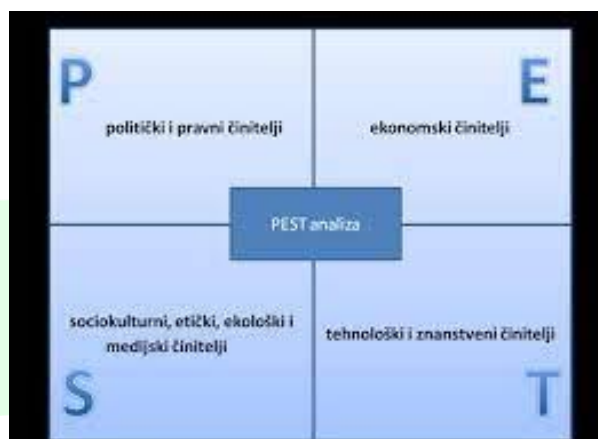 P
E
politički i pravni činitelji
ekonomski činitelji
PEST analiza
sociokulturni, etički, ekološki i
medijski činitelji
tehnološki i znanstveni činitelji
S
T